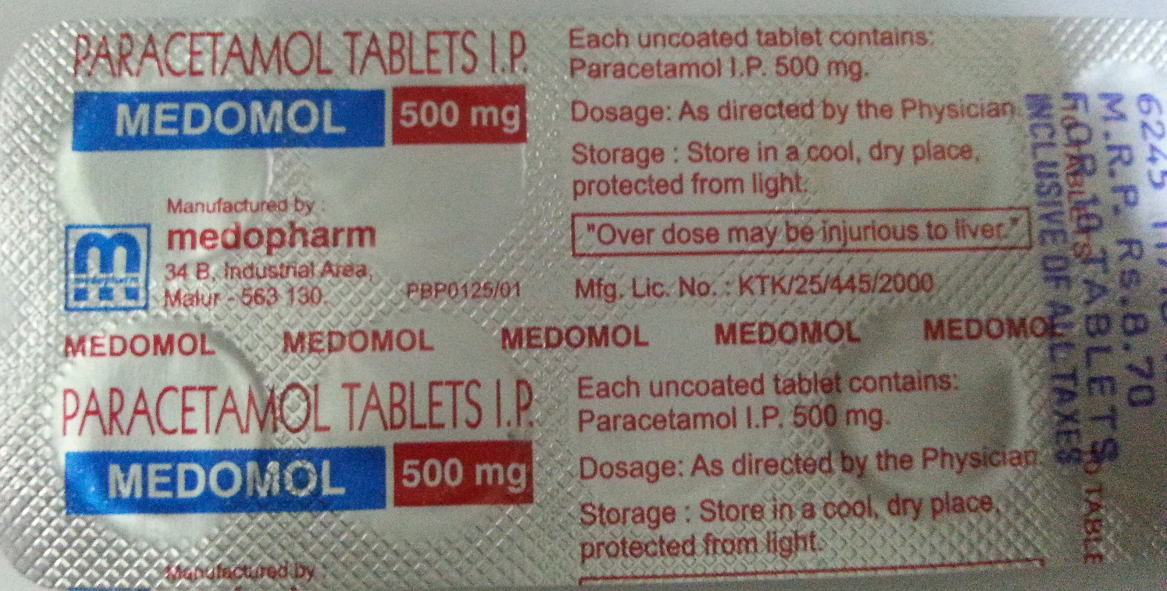 PARACETAMOL TABLETS I.P.
MEDOMOL 500 mg
Manufactured by :
medopharm
34 B, Industrial Area,
Malur - 563 130.
PBP0125/01
Each uncoated tablet contains:
Paracetamol I.P. 500 mg.
Dosage: As directed by the Physician.
Storage : Store in a cool, dry place,
protected from light.
"Over dose may be injurious to liver."
Mfg. Lic. No. : KTK/25/445/2000
MEDOMOL MEDOMOL MEDOMOL MEDOMOL MEDOMOL
PARACETAMOL TABLETS I.P.
MEDOMOL 500 mg
Manufactured by :
Each uncoated tablet contains:
Paracetamol I.P. 500 mg.
Dosage: As directed by the Physician.
Storage : Store in a cool, dry place,
protected from light.
6245
M.R.P. Rs.8.70
FOR 10 TABLETS
INCLUSIVE OF ALL TAXES